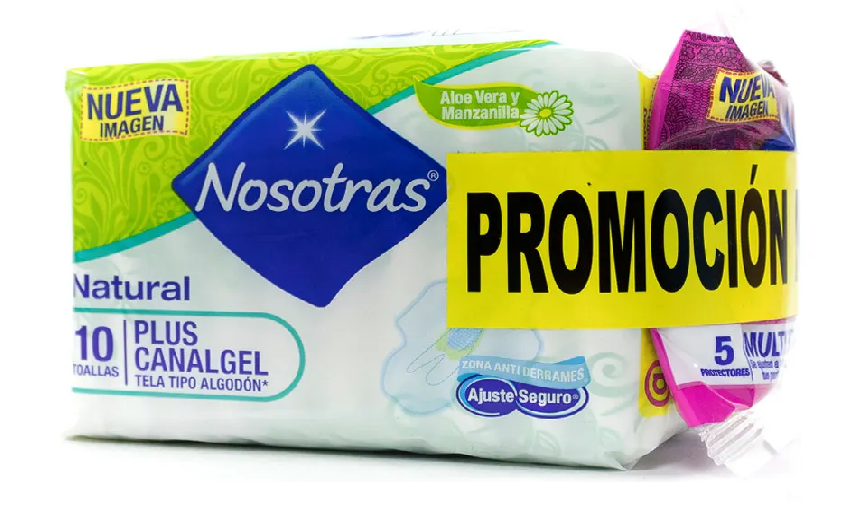 NUEVA
IMAGEN
Nosotras®
Aloe Vera y
Manzanilla
Natural
10
TOALLAS
PLUS
CANALGEL
TELA TIPO ALGODÓN*
ZONA ANTI DERRAMES
Ajuste Seguro®
PROMOCIÓN
NUEVA
IMAGEN
5
PROTECTORES